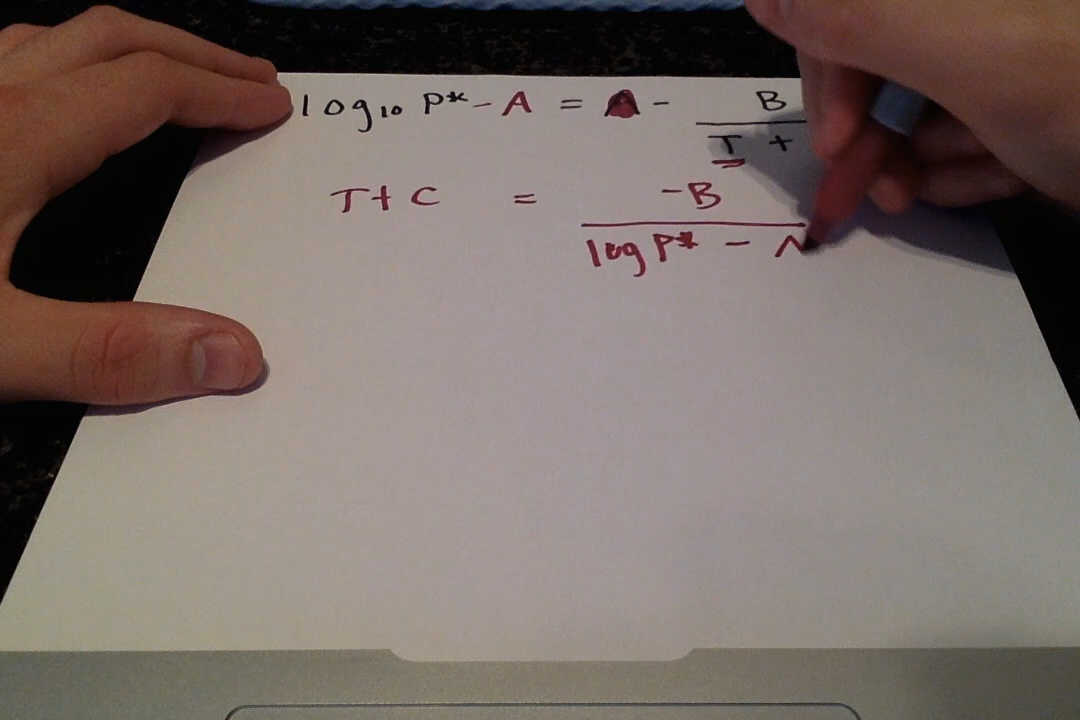 log₁₀ P* - A = A - B
T +
T + C = -B
log P* - A